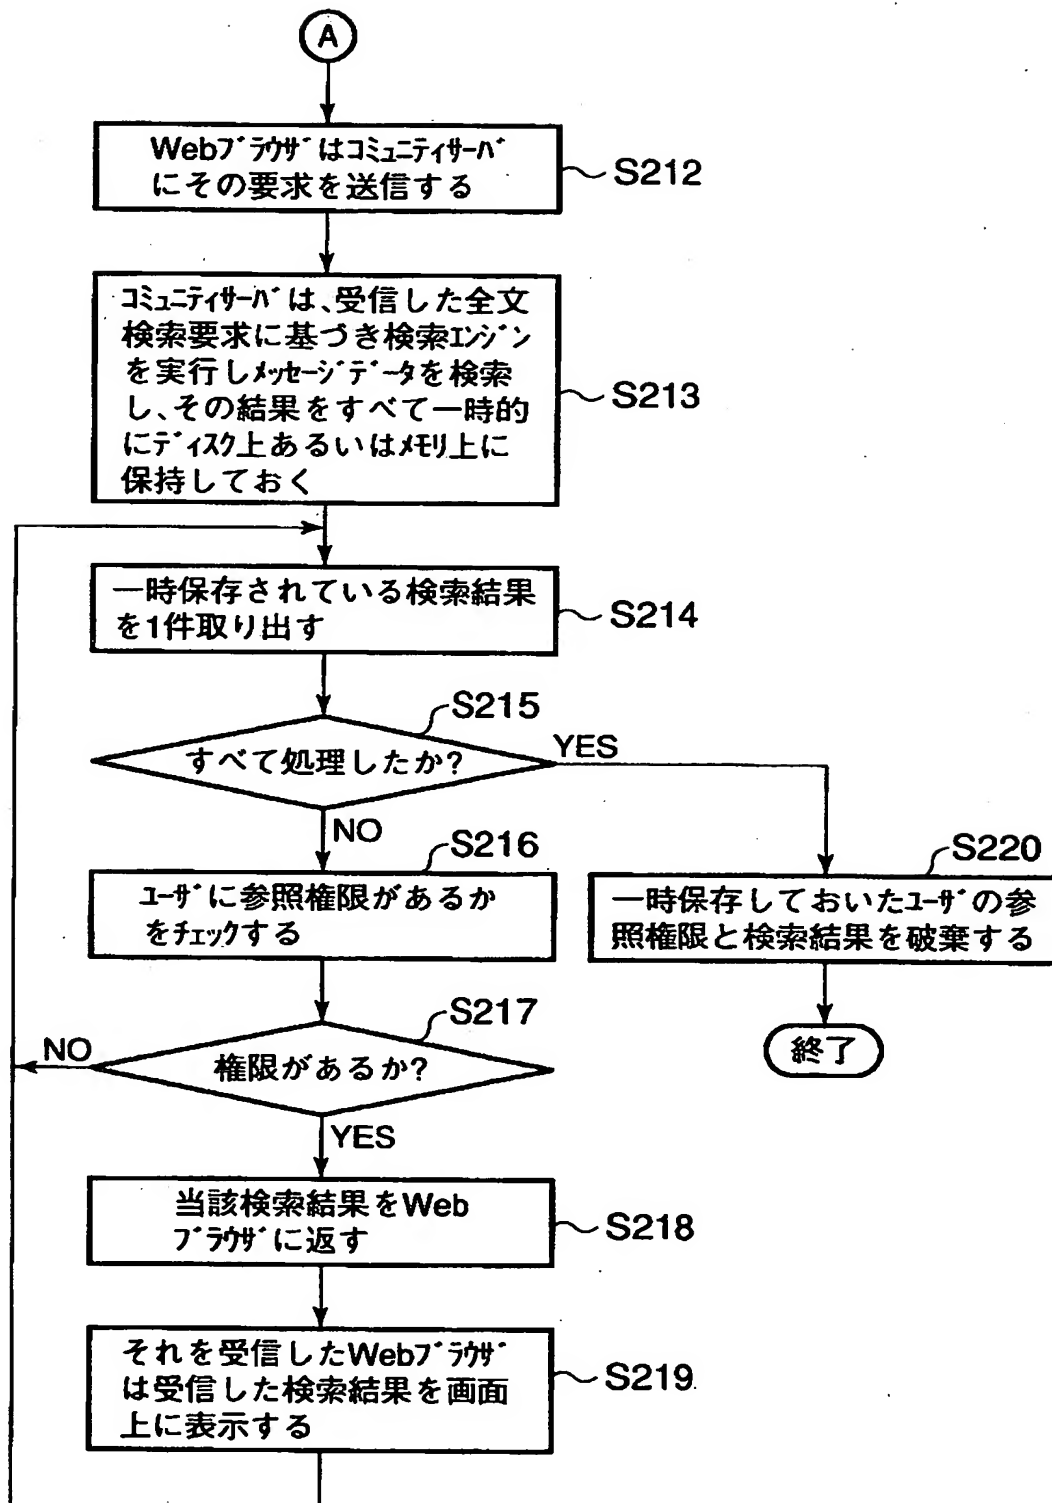 A
Webﾌﾞﾗｳｻﾞはｺﾐｭﾆﾃｨｻｰﾊﾞ
にその要求を送信する
S212
ｺﾐｭﾆﾃｨｻｰﾊﾞは、受信した全文
検索要求に基づき検索ｴﾝｼﾞﾝ
を実行しﾒｯｾｰｼﾞﾃﾞｰﾀを検索
し、その結果をすべて一時的
にﾃﾞｨｽｸ上あるいはﾒﾓﾘ上に
保持しておく
S213
一時保存されている検索結果
を1件取り出す
S214
S215
すべて処理したか?
YES
NO
S216
ﾕｰｻﾞに参照権限があるか
をﾁｪｯｸする
S220
一時保存しておいたﾕｰｻﾞの参
照権限と検索結果を破棄する
S217
権限があるか?
NO
YES
終了
当該検索結果をWeb
ﾌﾞﾗｳｻﾞに返す
S218
それを受信したWebﾌﾞﾗｳｻﾞ
は受信した検索結果を画面
上に表示する
S219